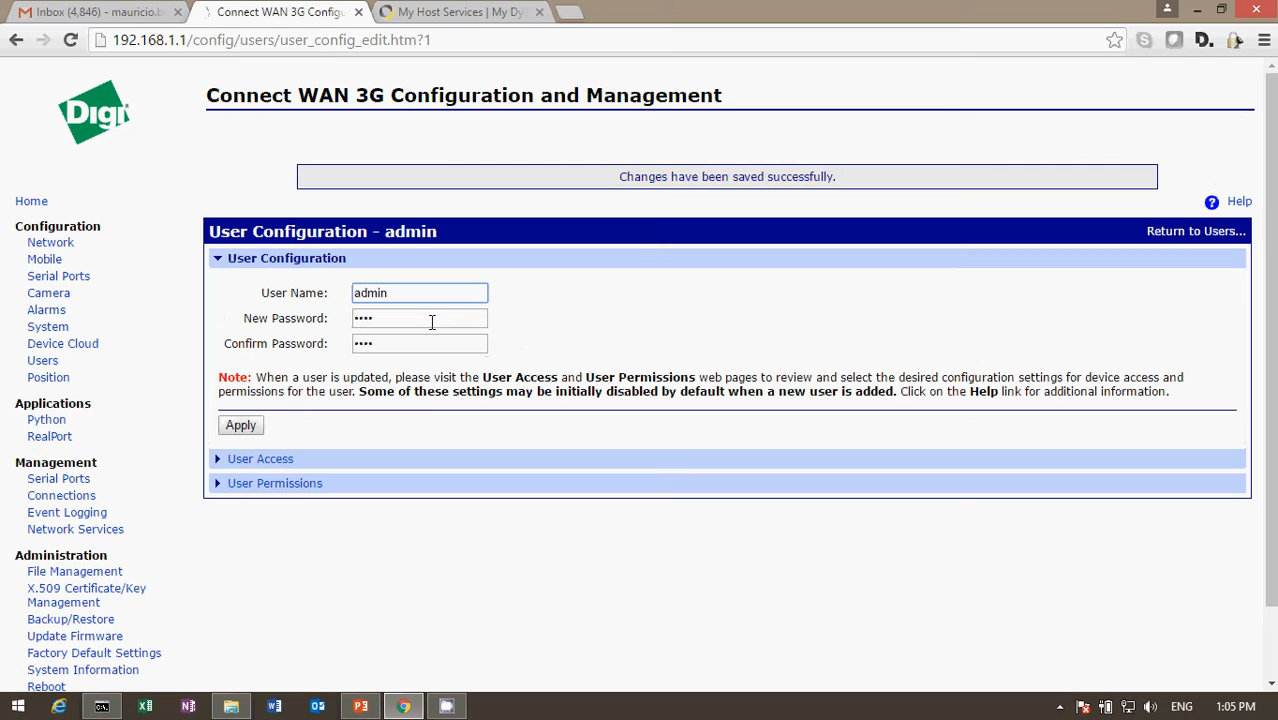 Inbox (4,846) - mauricio.b
Connect WAN 3G Configu
My Host Services | My Dy
192.168.1.1/config/users/user_config_edit.htm?1
D.
Digi
Connect WAN 3G Configuration and Management
Changes have been saved successfully.
? Help
Home
Configuration
Network
Mobile
Serial Ports
Camera
Alarms
System
Device Cloud
Users
Position
Applications
Python
RealPort
Management
Serial Ports
Connections
Event Logging
Network Services
Administration
File Management
X.509 Certificate/Key
Management
Backup/Restore
Update Firmware
Factory Default Settings
System Information
Reboot
User Configuration - admin
Return to Users...
User Configuration
User Name: admin
New Password: ••••
Confirm Password: ••••
Note: When a user is updated, please visit the User Access and User Permissions web pages to review and select the desired configuration settings for device access and
permissions for the user. Some of these settings may be initially disabled by default when a new user is added. Click on the Help link for additional information.
Apply
User Access
User Permissions
ENG
1:05 PM